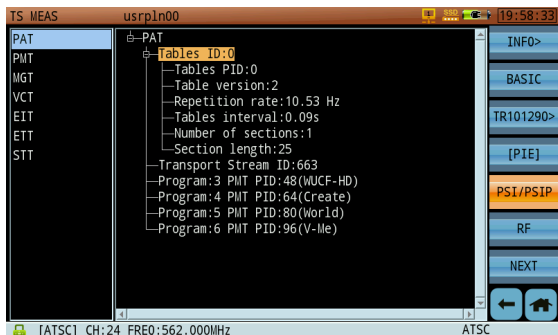 TS MEAS usrpln00 SSD 19:58:33
PAT
PMT
MGT
VCT
EIT
ETT
STT
PAT
Tables ID:0
Tables PID:0
Table version:2
Repetition rate:10.53 Hz
Tables interval:0.09s
Number of sections:1
Section length:25
Transport Stream ID:663
Program:3 PMT PID:48(WUCF-HD)
Program:4 PMT PID:64(Create)
Program:5 PMT PID:80(World)
Program:6 PMT PID:96(V-Me)
INFO>
BASIC
TR101290>
[PIE]
PSI/PSIP
RF
NEXT
[ATSC] CH:24 FREQ:562.000MHz ATSC